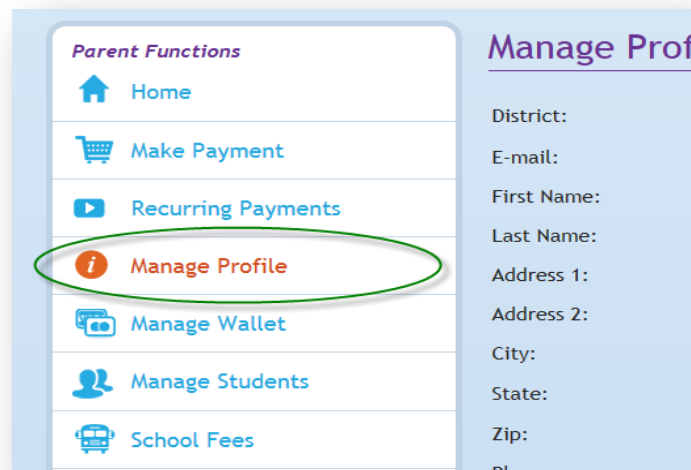 Parent Functions
Home
Make Payment
Recurring Payments
Manage Profile
Manage Wallet
Manage Students
School Fees
Manage Prof
District:
E-mail:
First Name:
Last Name:
Address 1:
Address 2:
City:
State:
Zip: